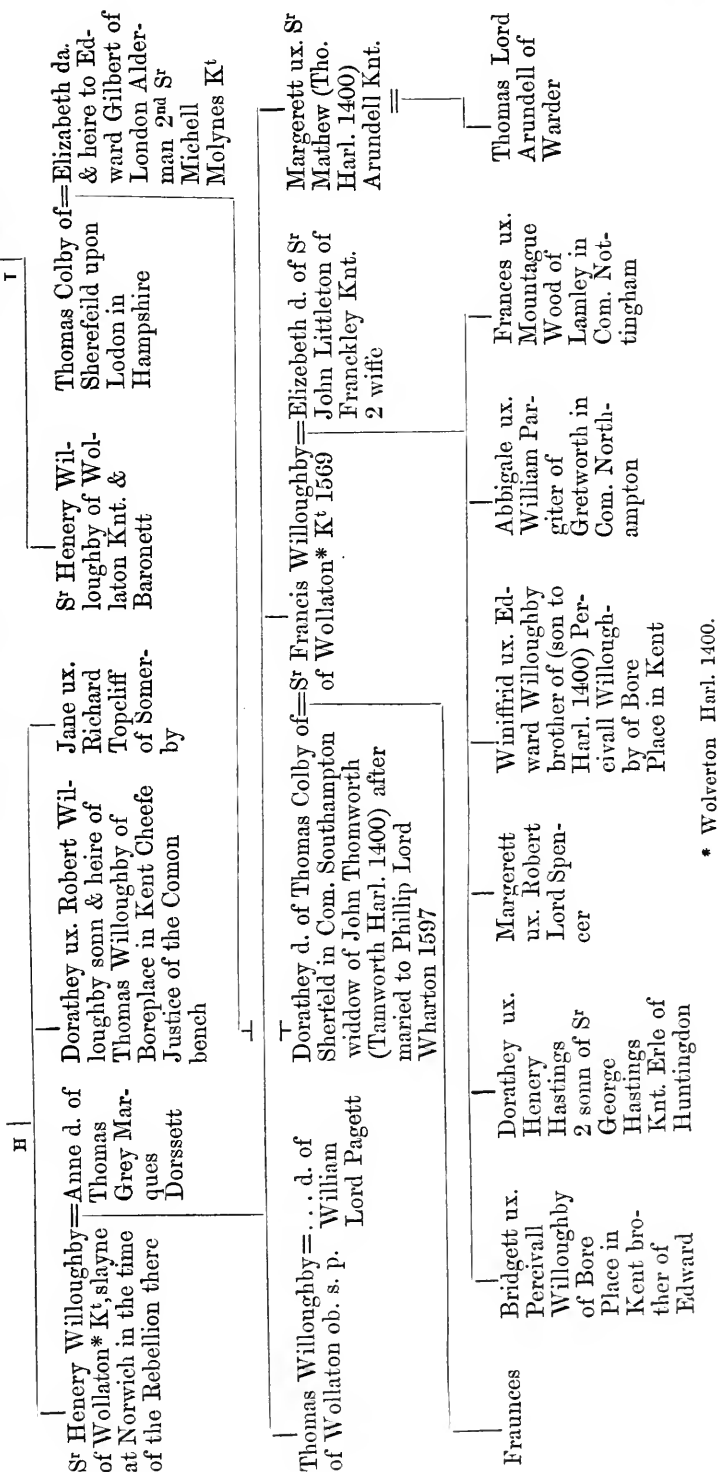 H
I
Sr Henery Willoughby=Anne d. of
of Wollaton* Kt, slayne
at Norwich in the time
of the Rebellion there
Thomas
Grey Mar-
ques
Dorssett
Dorathey ux. Robert Wil-
loughby sonn & heire of
Thomas Willoughby of
Boreplace in Kent Cheefe
Justice of the Comon
bench
Jane ux.
Richard
Topcliff
of Somer-
by
Sr Henery Wil-
loughby of Wol-
laton Knt. &
Baronett
Thomas Colby of=Elizabeth da.
Sherefeild upon
Lodon in
Hampshire
& heire to Ed-
ward Gilbert of
London Alder-
man 2nd Sr
Michell
Molynes Kt
Thomas Willoughby=....d. of
of Wollaton ob. s. p.
William
Lord Pagett
Dorathey d. of Thomas Colby of=Sr Francis Willoughby=Elizebeth d. of Sr
Sherfeld in Com. Southampton
widdow of John Thomworth
(Tamworth Harl. 1400) after
maried to Phillip Lord
Wharton 1597
of Wollaton* Kt 1569
John Littleton of
Franckley Knt.
2 wiffe
Margerett ux. Sr
Mathew (Tho.
Harl. 1400)
Arundell Knt.
Fraunces
Bridgett ux.
Percivall
Willoughby
of Bore
Place in
Kent bro-
ther of
Edward
Dorathey ux.
Henery
Hastings
2 sonn of Sr
George
Hastings
Knt. Erle of
Huntingdon
Margerett
ux. Robert
Lord Spen-
cer
Winiffrid ux. Ed-
ward Willoughby
brother of (son to
Harl. 1400) Per-
civall Willough-
by of Bore
Place in Kent
Abbigale ux.
William Par-
giter of
Gretworth in
Com. North-
ampton
Frances ux.
Mountague
Wood of
Lamley in
Com. Not-
tingham
Thomas Lord
Arundell of
Warder
* Wolverton Harl. 1400.